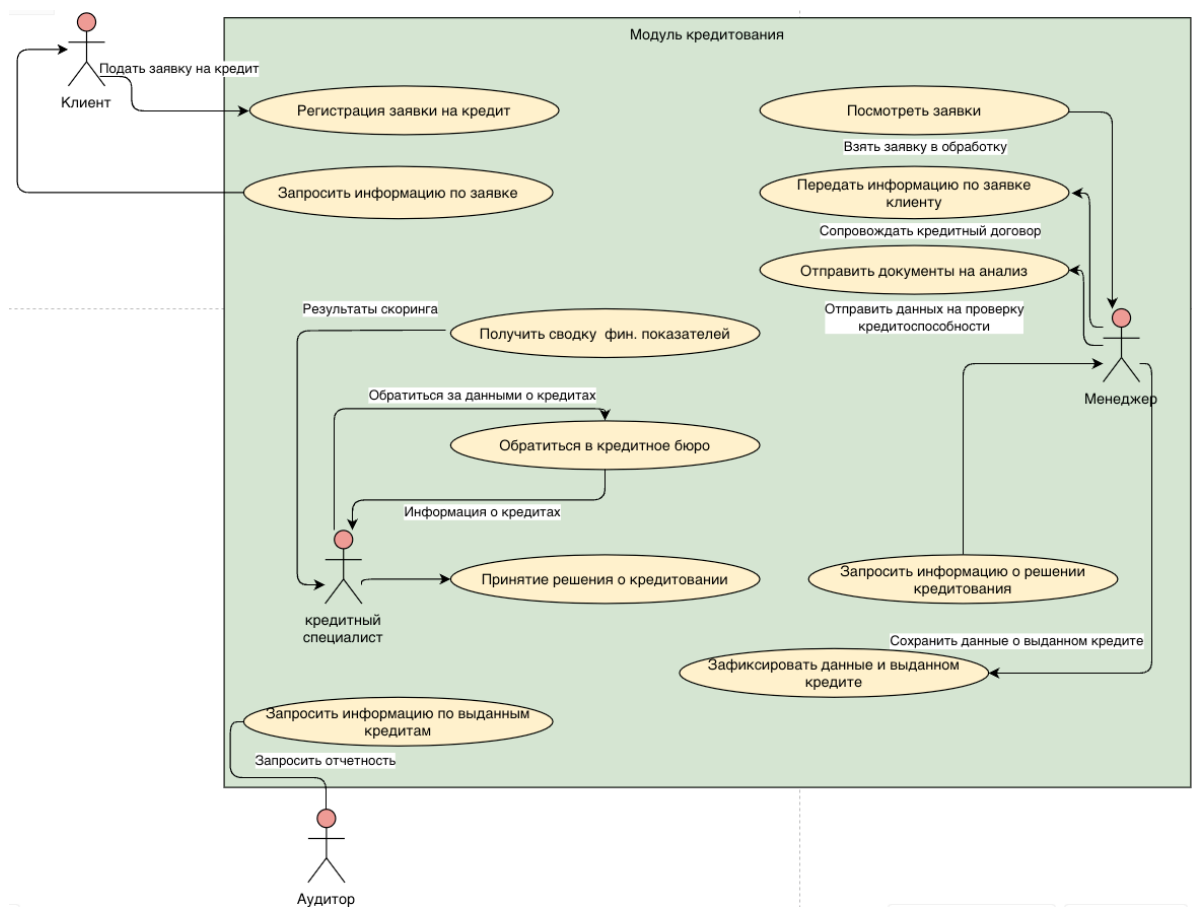 Модуль кредитования
Подать заявку на кредит
Клиент
Регистрация заявки на кредит
Посмотреть заявки
Взять заявку в обработку
Запросить информацию по заявке
Передать информацию по заявке
клиенту
Сопровождать кредитный договор
Отправить документы на анализ
Результаты скоринга
Отправить данных на проверку
кредитоспособности
Получить сводку фин. показателей
Менеджер
Обратиться за данными о кредитах
Обратиться в кредитное бюро
Информация о кредитах
Принятие решения о кредитовании
Запросить информацию о решении
кредитования
кредитный
специалист
Сохранить данные о выданном кредите
Зафиксировать данные и выданном
кредите
Запросить информацию по выданным
кредитам
Запросить отчетность
Аудитор